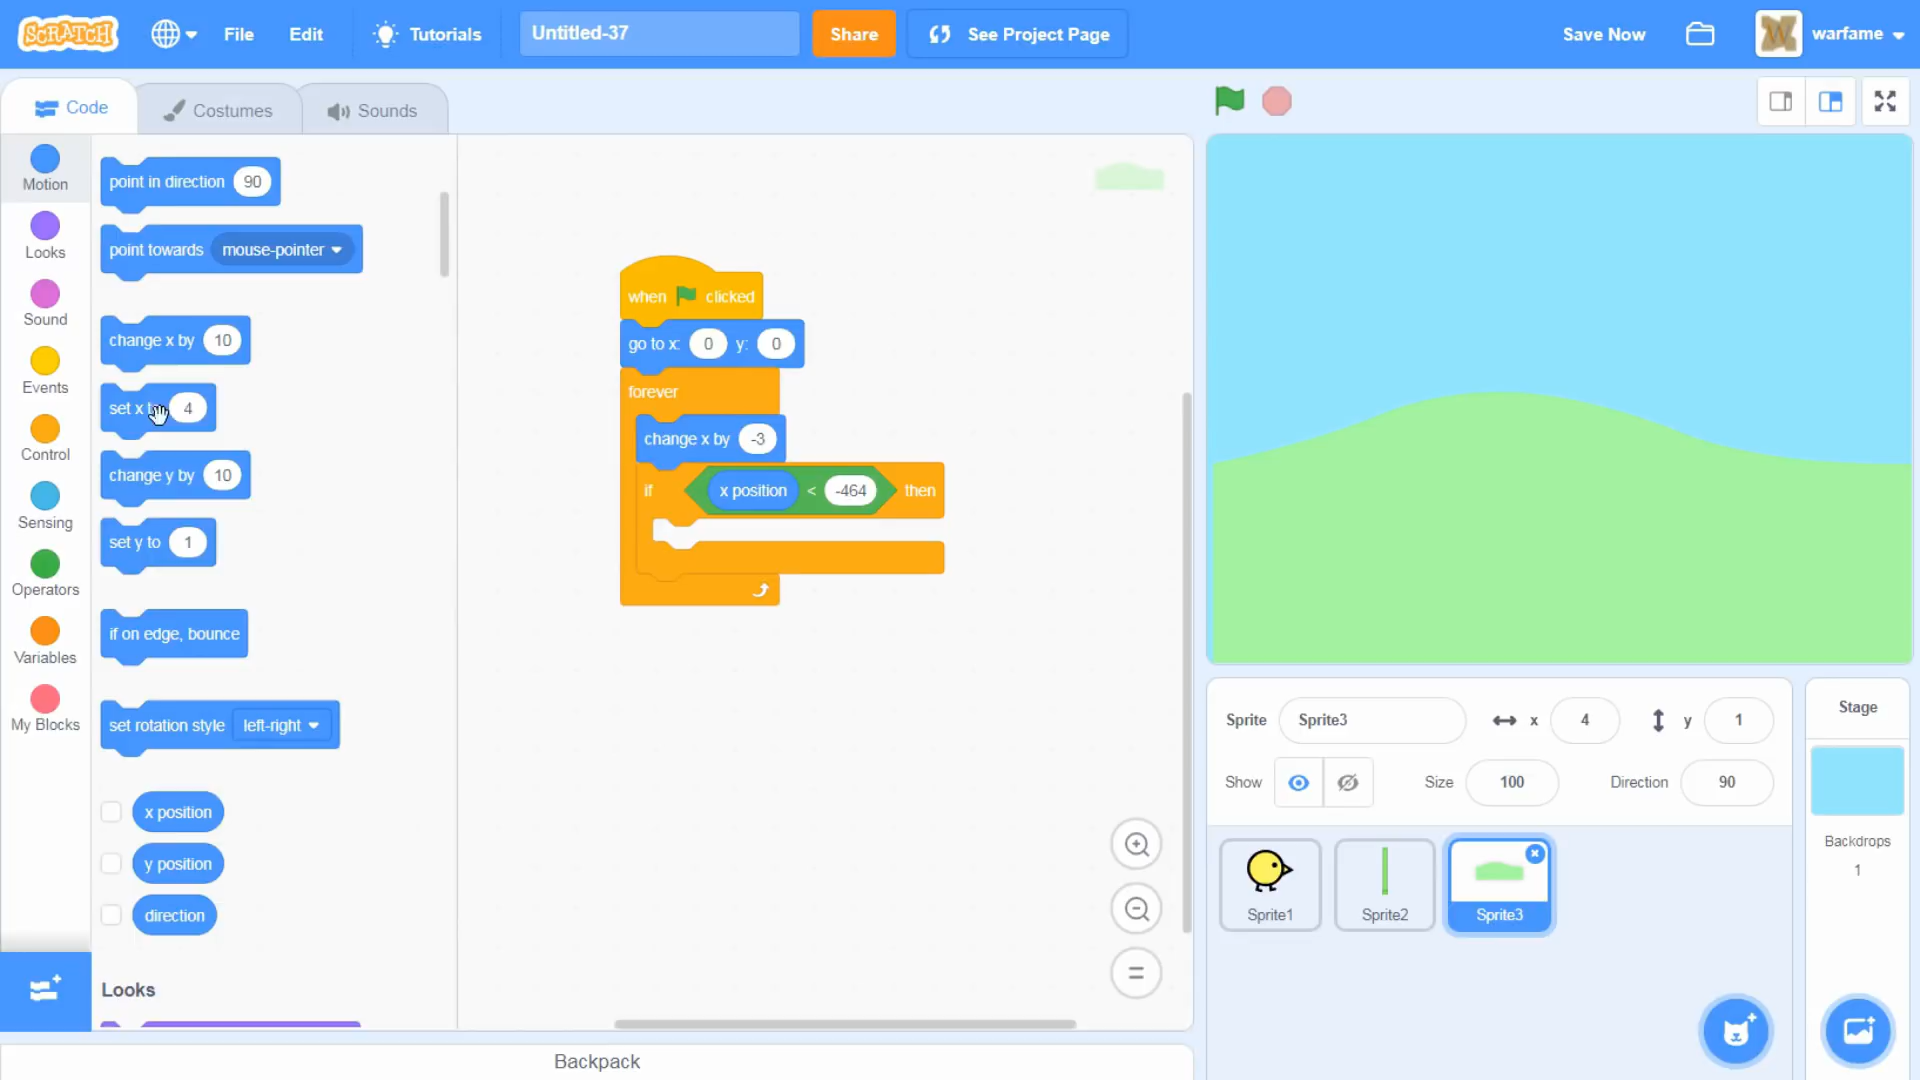 SCRATCH File Edit Tutorials Untitled-37 Share See Project Page Save Now warfame
Code Costumes Sounds
Motion
Looks
Sound
Events
Control
Sensing
Operators
Variables
My Blocks
point in direction 90
point towards mouse-pointer
change x by 10
set x 4
change y by 10
set y to 1
if on edge, bounce
set rotation style left-right
x position
y position
direction
Looks
when clicked
go to x: 0 y: 0
forever
change x by -3
if x position < -464 then
Backpack
Sprite Sprite3 x 4 y 1
Show Size 100 Direction 90
Sprite1 Sprite2 Sprite3
Stage
Backdrops
1